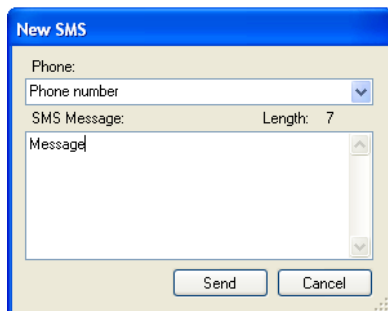 New SMS
Phone:
Phone number
SMS Message: Length: 7
Message
Send Cancel